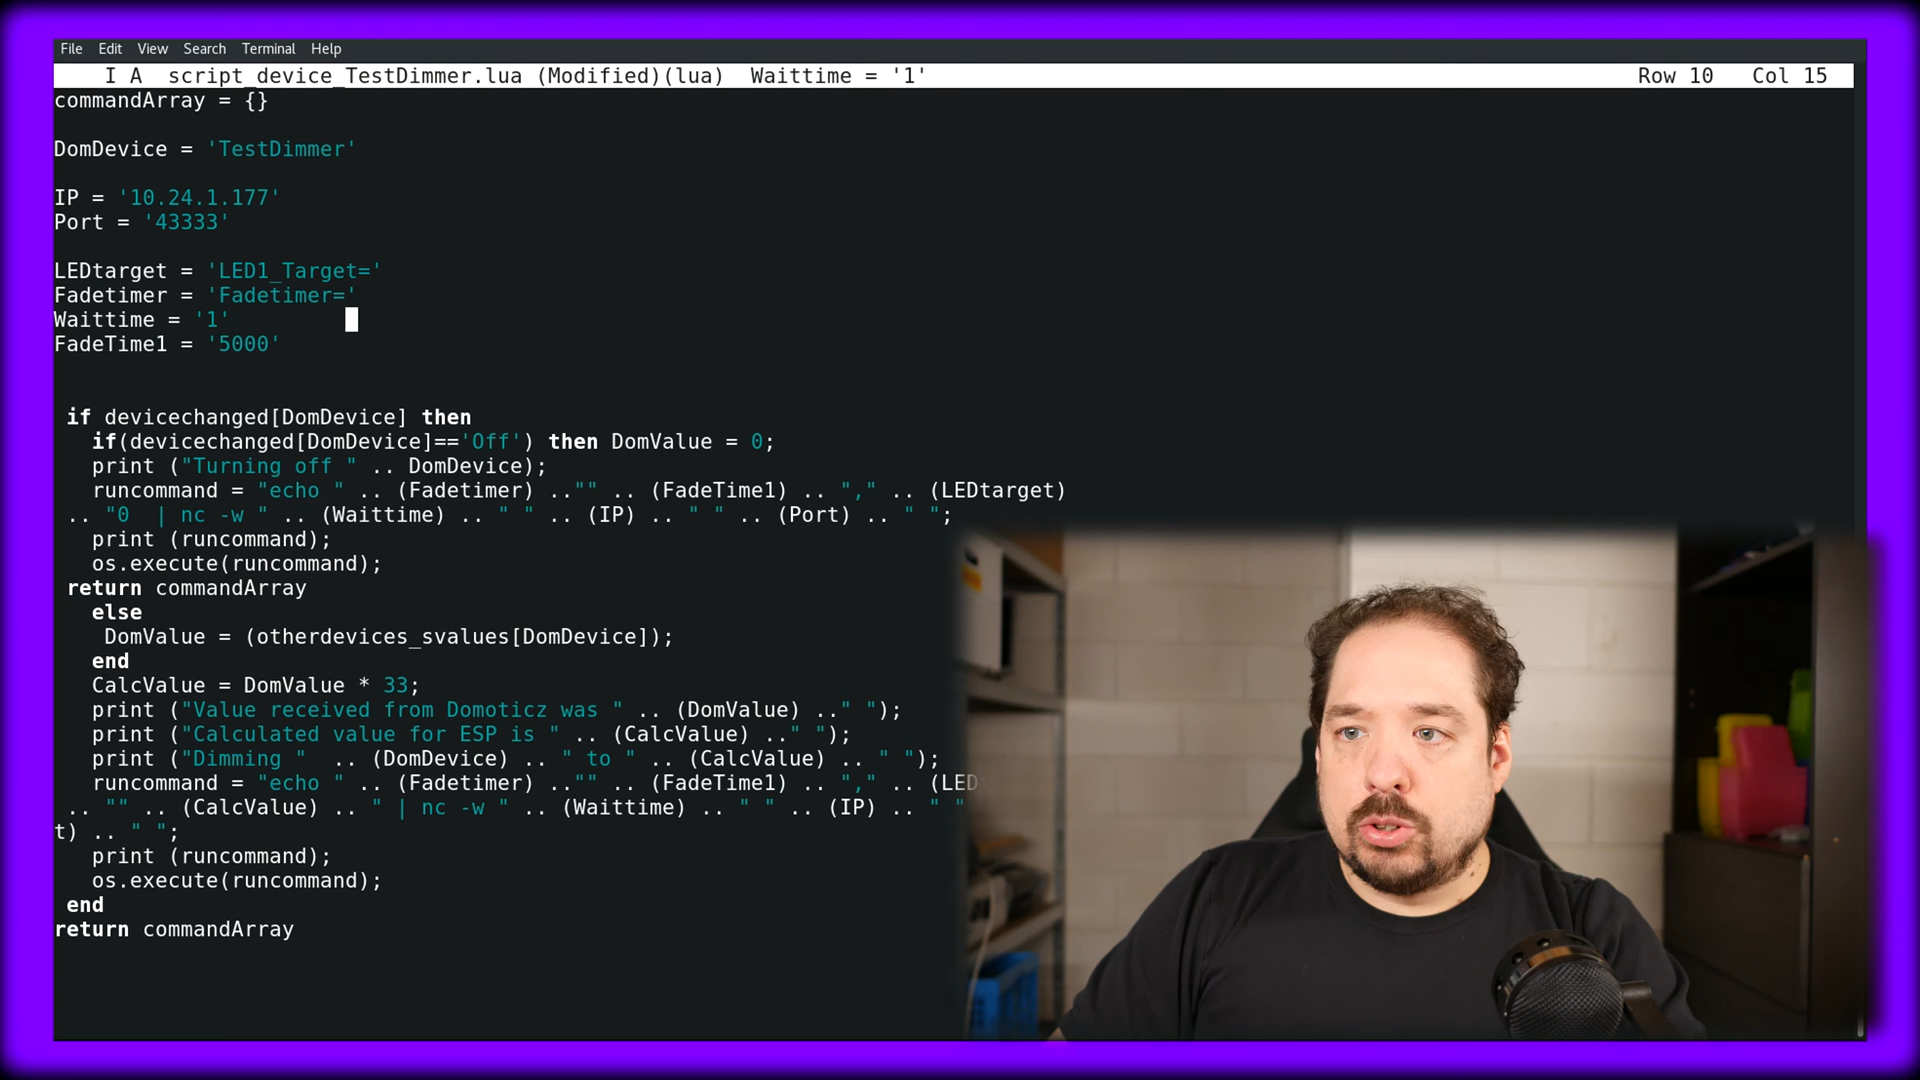 File Edit View Search Terminal Help
I A script_device_TestDimmer.lua (Modified)(lua) Waittime = '1' Row 10 Col 15
commandArray = {}
DomDevice = 'TestDimmer'
IP = '10.24.1.177'
Port = '43333'
LEDtarget = 'LED1_Target='
Fadetimer = 'Fadetimer='
Waittime = '1'
FadeTime1 = '5000'
if devicechanged[DomDevice] then
if(devicechanged[DomDevice]=='Off') then DomValue = 0;
print ("Turning off " .. DomDevice);
runcommand = "echo " .. (Fadetimer) .."" .. (FadeTime1) .. "," .. (LEDtarget)
.. "0  | nc -w " .. (Waittime) .. " " .. (IP) .. " " .. (Port) .. " ";
print (runcommand);
os.execute(runcommand);
return commandArray
else
DomValue = (otherdevices_svalues[DomDevice]);
end
CalcValue = DomValue * 33;
print ("Value received from Domoticz was " .. (DomValue) .." ");
print ("Calculated value for ESP is " .. (CalcValue) .." ");
print ("Dimming "  .. (DomDevice) .. " to " .. (CalcValue) .. " ");
runcommand = "echo " .. (Fadetimer) .."" .. (FadeTime1) .. "," .. (LED
.. "" .. (CalcValue) .. " | nc -w " .. (Waittime) .. " " .. (IP) .. " "
t) .. " ";
print (runcommand);
os.execute(runcommand);
end
return commandArray